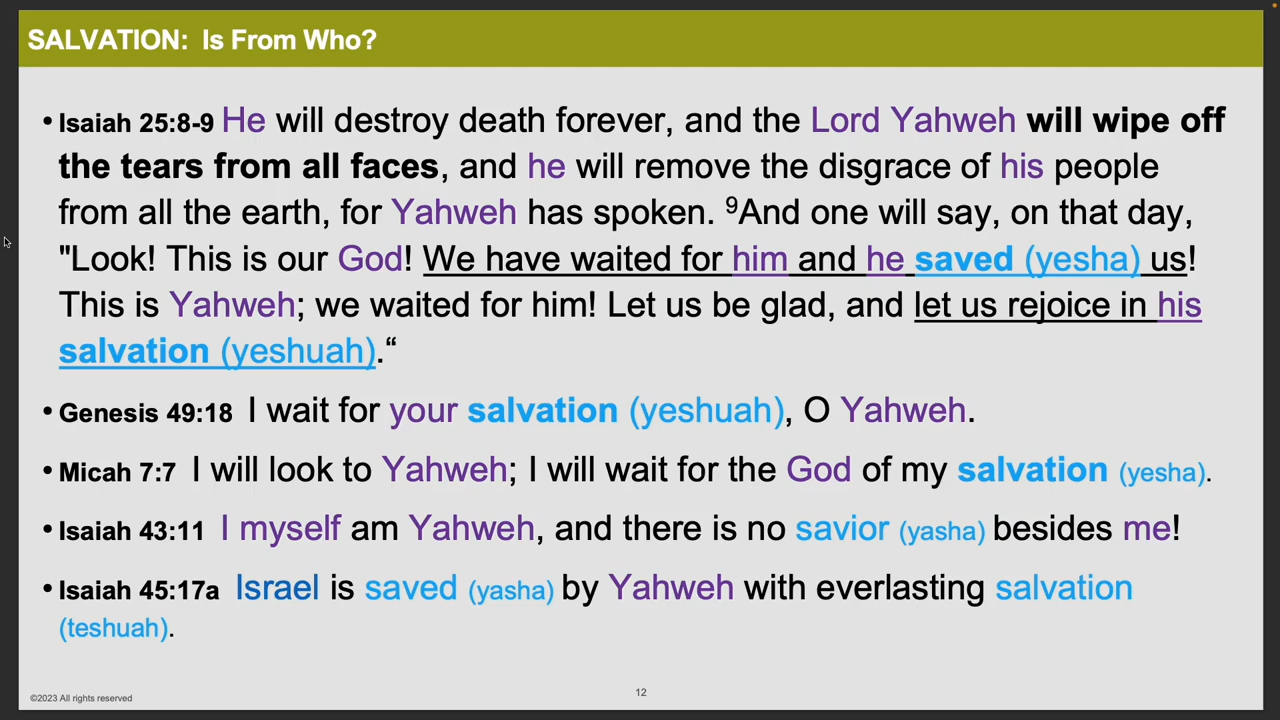 SALVATION:  Is From Who?
• Isaiah 25:8-9 He will destroy death forever, and the Lord Yahweh will wipe off
the tears from all faces, and he will remove the disgrace of his people
from all the earth, for Yahweh has spoken. ⁹And one will say, on that day,
"Look! This is our God! We have waited for him and he saved (yesha) us!
This is Yahweh; we waited for him! Let us be glad, and let us rejoice in his
salvation (yeshuah).“
• Genesis 49:18  I wait for your salvation (yeshuah), O Yahweh.
• Micah 7:7  I will look to Yahweh; I will wait for the God of my salvation (yesha).
• Isaiah 43:11  I myself am Yahweh, and there is no savior (yasha) besides me!
• Isaiah 45:17a  Israel is saved (yasha) by Yahweh with everlasting salvation
(teshuah).
©2023 All rights reserved
12